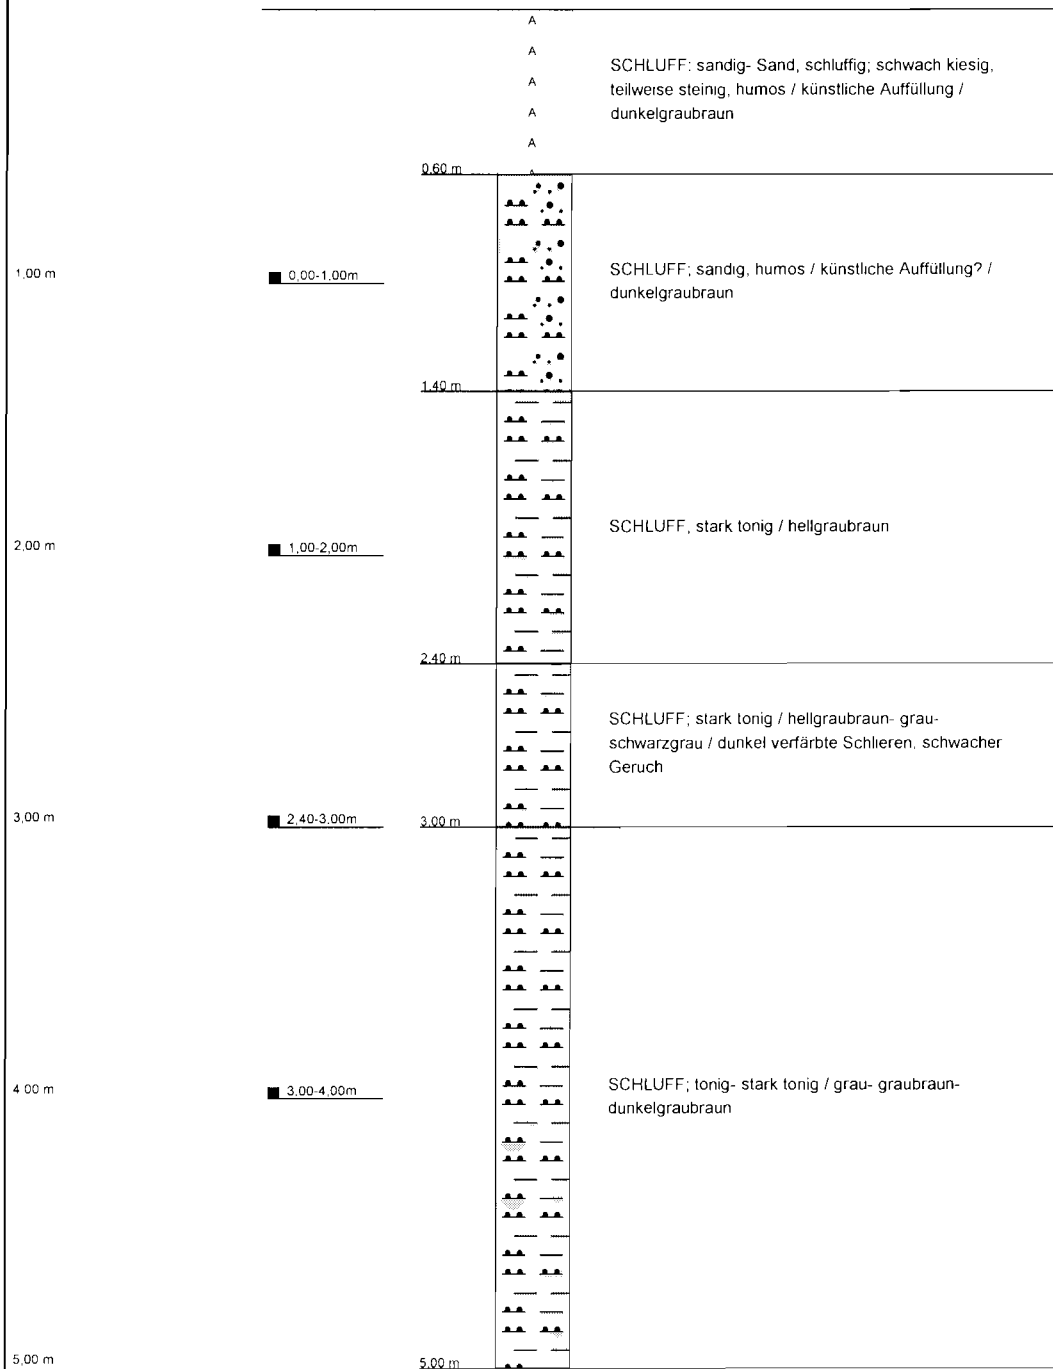 A
A
SCHLUFF: sandig- Sand, schluffig; schwach kiesig,
A
teilweise steinig, humos / künstliche Auffüllung /
A
dunkelgraubraun
A
0.60 m
A
1,00 m
0,00-1,00m
SCHLUFF; sandig, humos / künstliche Auffüllung? /
dunkelgraubraun
1.40 m
SCHLUFF, stark tonig / hellgraubraun
2,00 m
1,00-2,00m
2.40 m
SCHLUFF; stark tonig / hellgraubraun- grau-
schwarzgrau / dunkel verfärbte Schlieren, schwacher
Geruch
3,00 m
2,40-3,00m
3.00 m
4 00 m
3,00-4,00m
SCHLUFF; tonig- stark tonig / grau- graubraun-
dunkelgraubraun
5,00 m
5.00 m